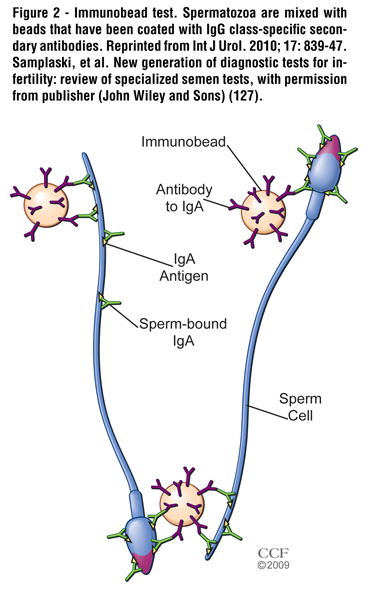 Figure 2 - Immunobead test. Spermatozoa are mixed with
beads that have been coated with IgG class-specific secon-
dary antibodies. Reprinted from Int J Urol. 2010; 17: 839-47.
Samplaski, et al. New generation of diagnostic tests for in-
fertility: review of specialized semen tests, with permission
from publisher (John Wiley and Sons) (127).
Immunobead
Antibody
to IgA
IgA
Antigen
Sperm-bound
IgA
Sperm
Cell
CCF
©2009